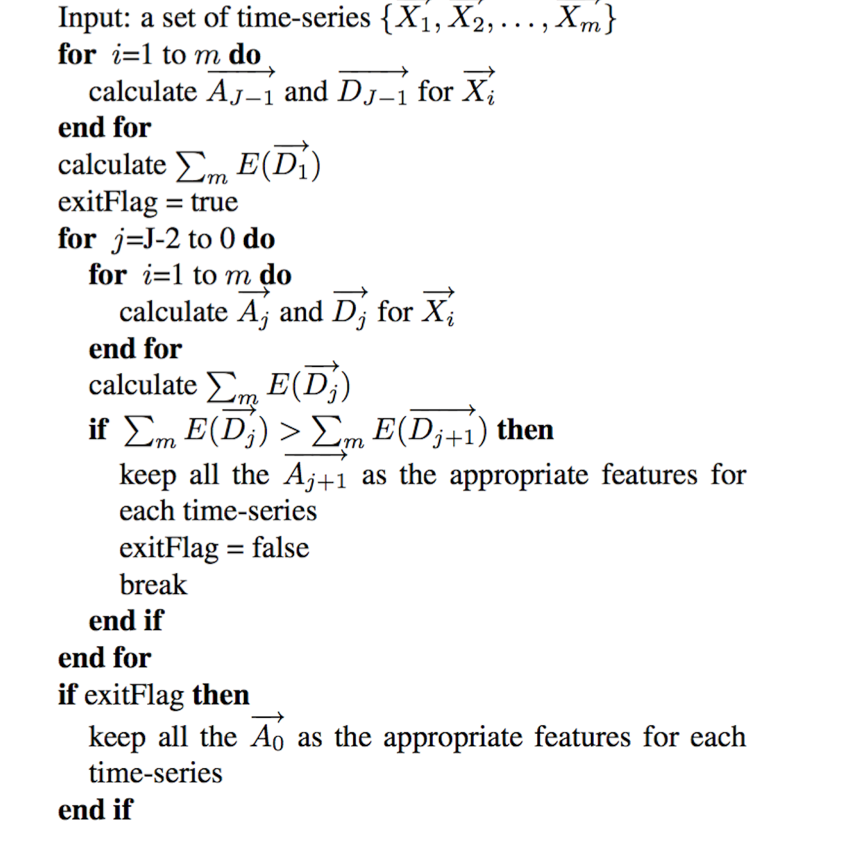 Input: a set of time-series {$\overrightarrow{X_1}, \overrightarrow{X_2}, \ldots, \overrightarrow{X_m}$}
for i=1 to m do
calculate $\overrightarrow{A_{J-1}}$ and $\overrightarrow{D_{J-1}}$ for $\overrightarrow{X_i}$
end for
calculate $\sum_m E(\overrightarrow{D_1})$
exitFlag = true
for j=J-2 to 0 do
for i=1 to m do
calculate $\overrightarrow{A_j}$ and $\overrightarrow{D_j}$ for $\overrightarrow{X_i}$
end for
calculate $\sum_m E(\overrightarrow{D_j})$
if $\sum_m E(\overrightarrow{D_j}) > \sum_m E(\overrightarrow{D_{j+1}})$ then
keep all the $\overrightarrow{A_{j+1}}$ as the appropriate features for
each time-series
exitFlag = false
break
end if
end for
if exitFlag then
keep all the $\overrightarrow{A_0}$ as the appropriate features for each
time-series
end if